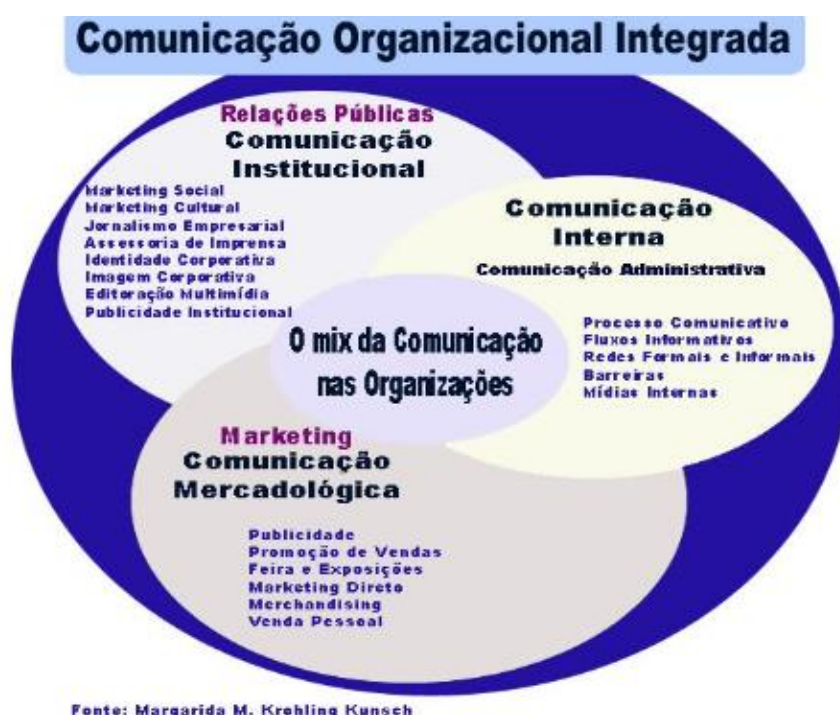 Comunicação Organizacional Integrada
Relações Públicas
Comunicação
Institucional
Marketing Social
Marketing Cultural
Jornalismo Empresarial
Assessoria de Imprensa
Identidade Corporativa
Imagem Corporativa
Editoração Multimídia
Publicidade Institucional
Comunicação
Interna
Comunicação Administrativa
Processo Comunicativo
Fluxos Informativos
Redes Formais e Informais
Barreiras
Mídias Internas
O mix da Comunicação
nas Organizações
Marketing
Comunicação
Mercadológica
Publicidade
Promoção de Vendas
Feira e Exposições
Marketing Direto
Merchandising
Venda Pessoal
Fonte: Margarida M. Krohling Kunsch